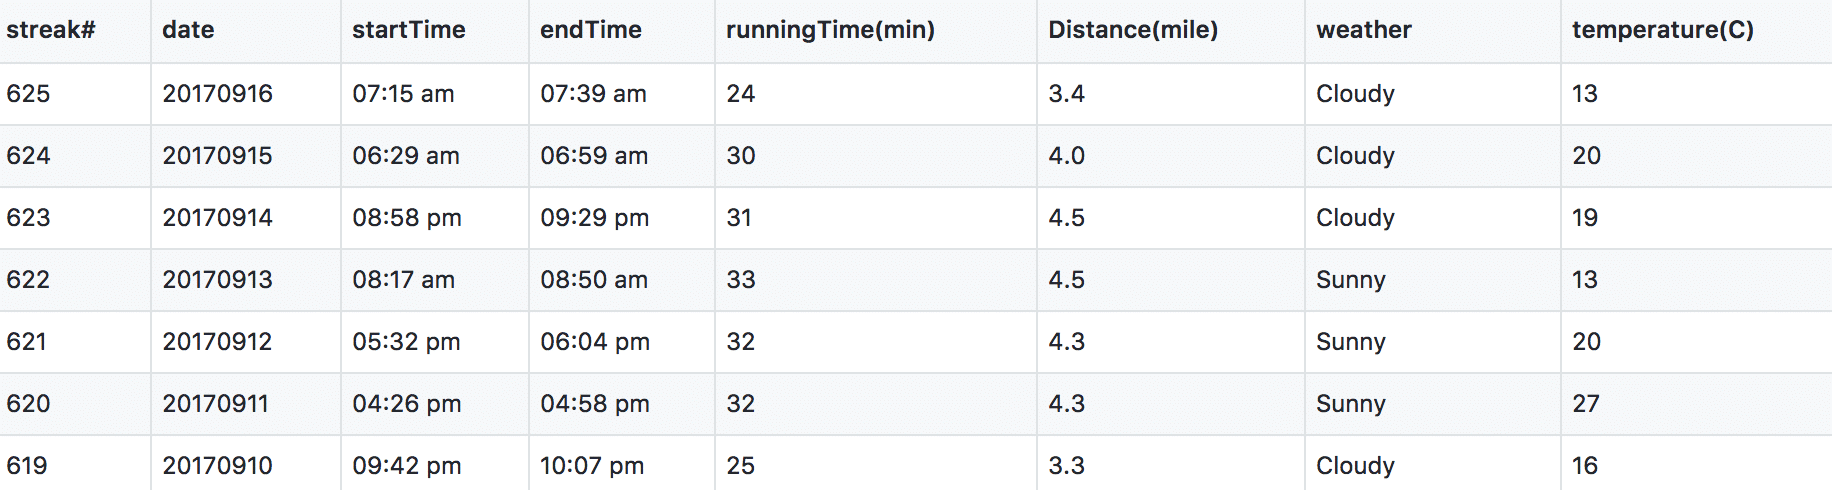 streak# date startTime endTime runningTime(min) Distance(mile) weather temperature(C)
625 20170916 07:15 am 07:39 am 24 3.4 Cloudy 13
624 20170915 06:29 am 06:59 am 30 4.0 Cloudy 20
623 20170914 08:58 pm 09:29 pm 31 4.5 Cloudy 19
622 20170913 08:17 am 08:50 am 33 4.5 Sunny 13
621 20170912 05:32 pm 06:04 pm 32 4.3 Sunny 20
620 20170911 04:26 pm 04:58 pm 32 4.3 Sunny 27
619 20170910 09:42 pm 10:07 pm 25 3.3 Cloudy 16